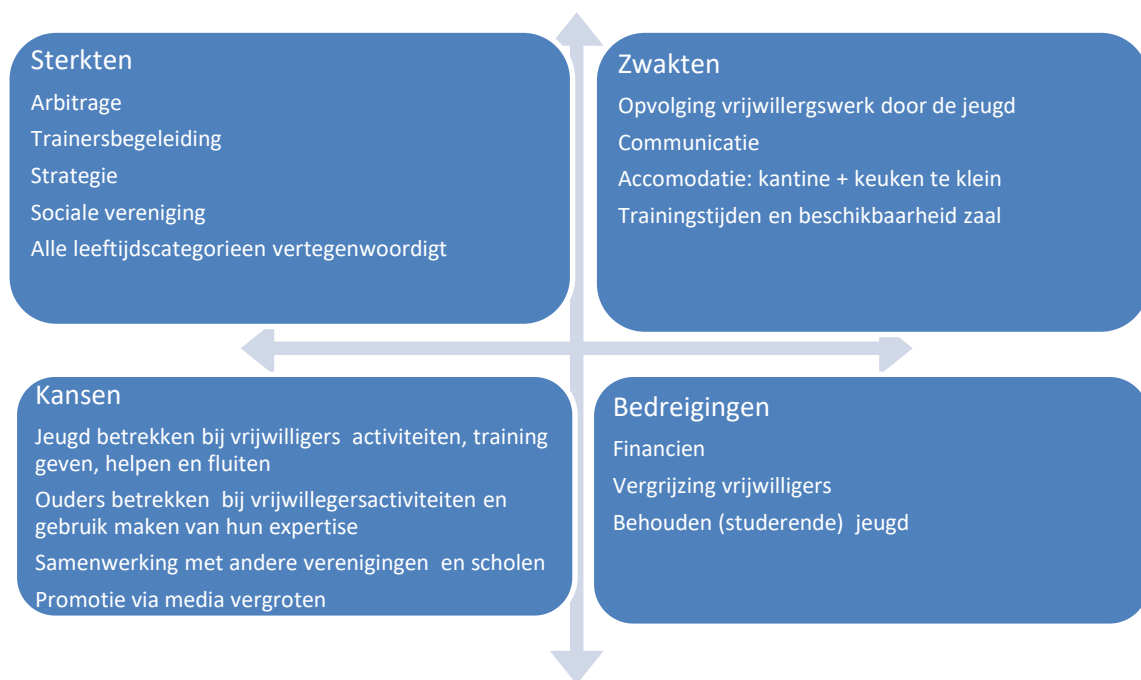 Sterkten
Arbitrage
Trainersbegeleiding
Strategie
Sociale vereniging
Alle leeftijdscategorieen vertegenwoordigt
Zwakten
Opvolging vrijwillergswerk door de jeugd
Communicatie
Accomodatie: kantine + keuken te klein
Trainingstijden en beschikbaarheid zaal
Kansen
Jeugd betrekken bij vrijwilligers activiteiten, training
geven, helpen en fluiten
Ouders betrekken bij vrijwillegersactiviteiten en
gebruik maken van hun expertise
Samenwerking met andere verenigingen en scholen
Promotie via media vergroten
Bedreigingen
Financien
Vergrijzing vrijwilligers
Behouden (studerende) jeugd